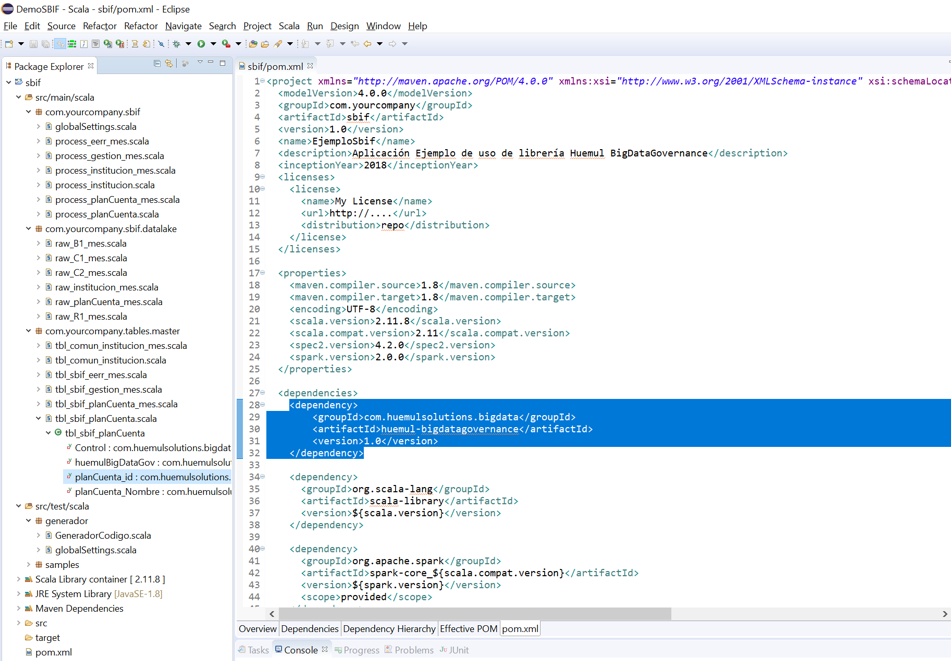 DemoSBIF - Scala - sbif/pom.xml - Eclipse
File Edit Source Refactor Refactor Navigate Search Project Scala Run Design Window Help
Package Explorer
sbif
src/main/scala
com.yourcompany.sbif
globalSettings.scala
process_eerr_mes.scala
process_gestion_mes.scala
process_institucion_mes.scala
process_institucion.scala
process_planCuenta_mes.scala
process_planCuenta.scala
com.yourcompany.sbif.datalake
raw_B1_mes.scala
raw_C1_mes.scala
raw_C2_mes.scala
raw_institucion_mes.scala
raw_planCuenta_mes.scala
raw_R1_mes.scala
com.yourcompany.tables.master
tbl_comun_institucion_mes.scala
tbl_comun_institucion.scala
tbl_sbif_eerr_mes.scala
tbl_sbif_gestion_mes.scala
tbl_sbif_planCuenta_mes.scala
tbl_sbif_planCuenta.scala
tbl_sbif_planCuenta
Control : com.huemulsolutions.bigdat
huemulBigDataGov : com.huemulsolu
planCuenta_id : com.huemulsolutions.
planCuenta_Nombre : com.huemulsol
src/test/scala
generador
GeneradorCodigo.scala
globalSettings.scala
samples
Scala Library container [ 2.11.8 ]
JRE System Library [JavaSE-1.8]
Maven Dependencies
src
target
pom.xml
sbif/pom.xml
1 <project xmlns="http://maven.apache.org/POM/4.0.0" xmlns:xsi="http://www.w3.org/2001/XMLSchema-instance" xsi:schemaLocat
2 <modelVersion>4.0.0</modelVersion>
3 <groupId>com.yourcompany</groupId>
4 <artifactId>sbif</artifactId>
5 <version>1.0</version>
6 <name>EjemploSbif</name>
7 <description>Aplicación Ejemplo de uso de librería Huemul BigDataGovernance</description>
8 <inceptionYear>2018</inceptionYear>
9 <licenses>
10 <license>
11 <name>My License</name>
12 <url>http://....</url>
13 <distribution>repo</distribution>
14 </license>
15 </licenses>
16
17 <properties>
18 <maven.compiler.source>1.8</maven.compiler.source>
19 <maven.compiler.target>1.8</maven.compiler.target>
20 <encoding>UTF-8</encoding>
21 <scala.version>2.11.8</scala.version>
22 <scala.compat.version>2.11</scala.compat.version>
23 <spec2.version>4.2.0</spec2.version>
24 <spark.version>2.0.0</spark.version>
25 </properties>
26
27 <dependencies>
28 <dependency>
29 <groupId>com.huemulsolutions.bigdata</groupId>
30 <artifactId>huemul-bigdatagovernance</artifactId>
31 <version>1.0</version>
32 </dependency>
33
34 <dependency>
35 <groupId>org.scala-lang</groupId>
36 <artifactId>scala-library</artifactId>
37 <version>${scala.version}</version>
38 </dependency>
39
40 <dependency>
41 <groupId>org.apache.spark</groupId>
42 <artifactId>spark-core_${scala.compat.version}</artifactId>
43 <version>${spark.version}</version>
44 <scope>provided</scope>
Overview Dependencies Dependency Hierarchy Effective POM pom.xml
Tasks Console Progress Problems JUnit